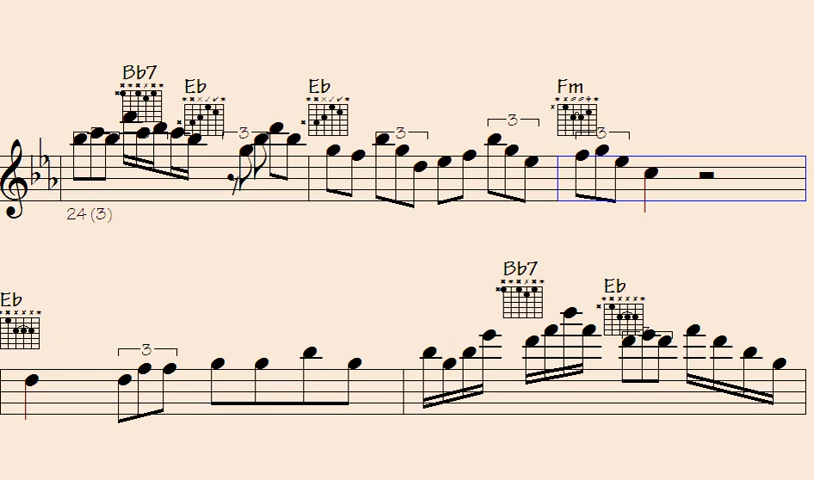 Bb7
Eb Eb Fm
3 3 3 3
24 (3)
Bb7
Eb Eb
3